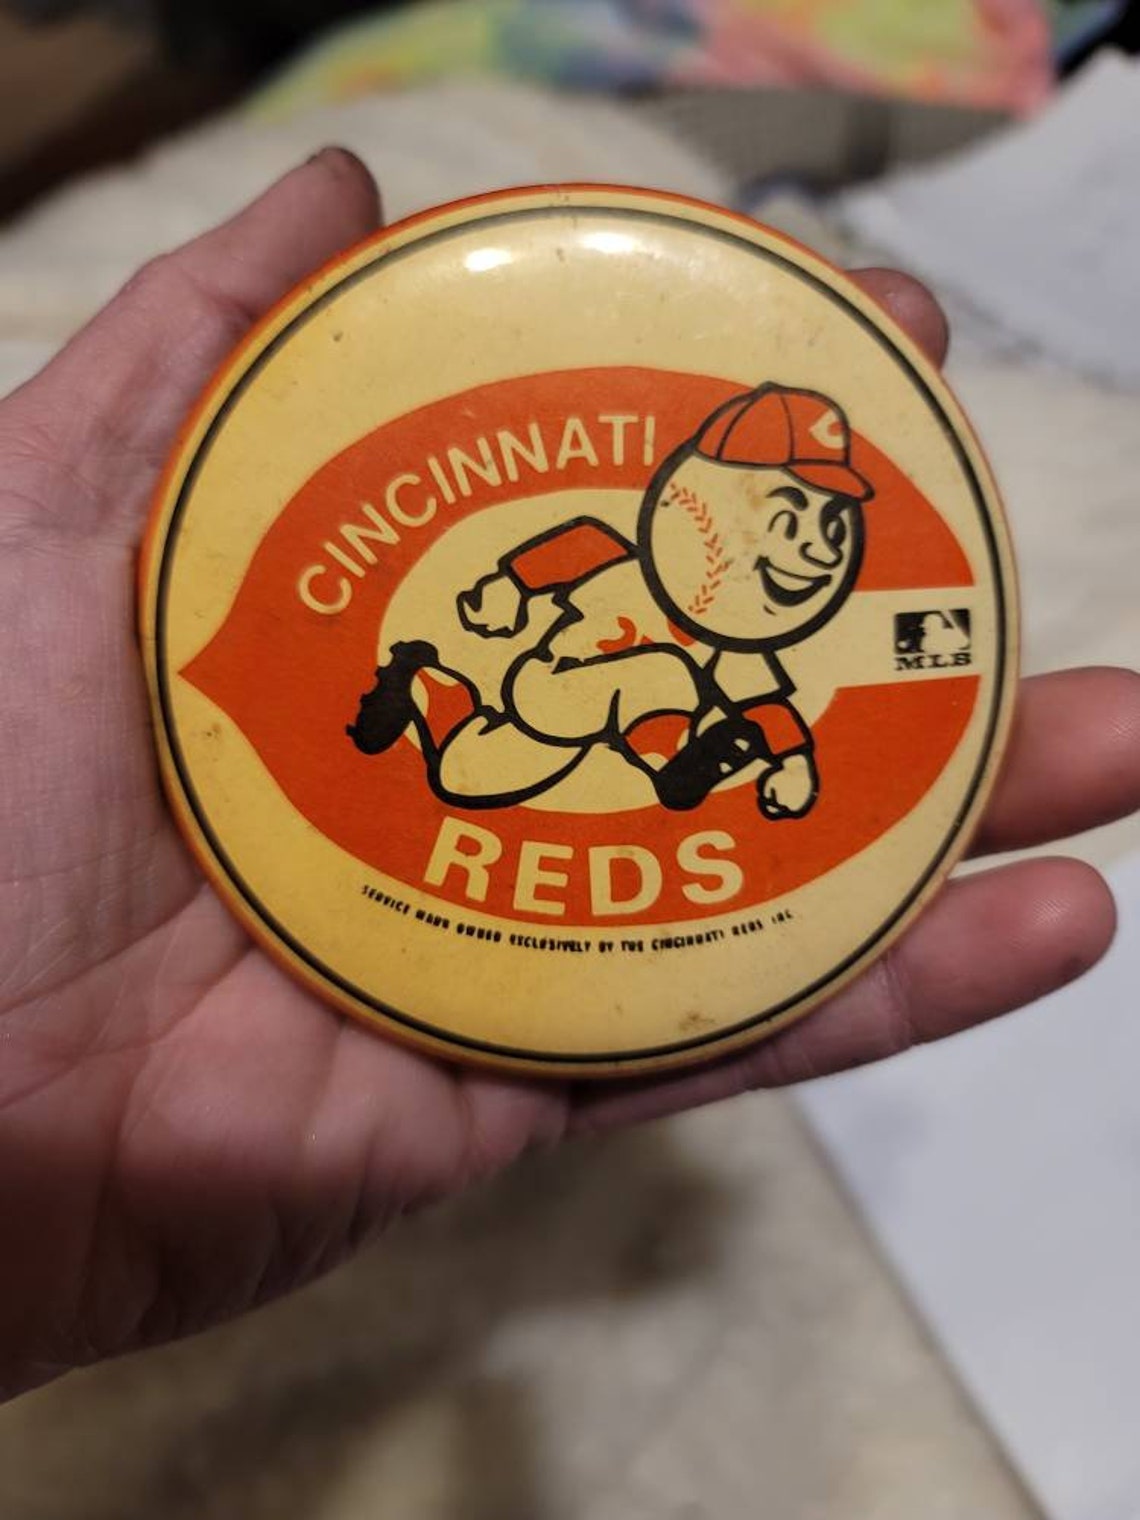 CINCINNATI
MLB
REDS
SERVICE MARK OWNED EXCLUSIVELY BY THE CINCINNATI REDS INC.